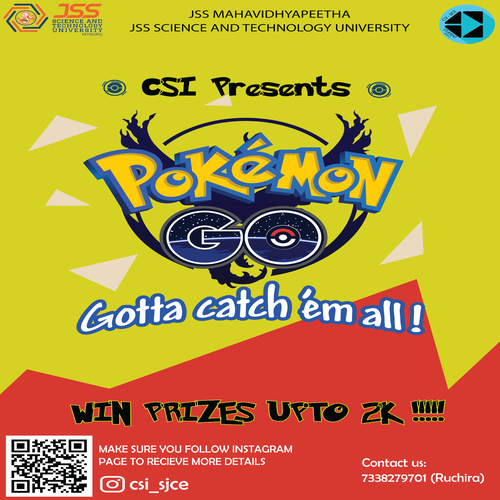 JSS MAHAVIDHYAPEETHA
JSS SCIENCE AND TECHNOLOGY UNIVERSITY
JSS
SCIENCE AND
TECHNOLOGY
UNIVERSITY
MYSURU
CSI Presents
POKéMON
GO
Gotta catch 'em all!
WIN PRIZES UPTO 2K !!!!!
MAKE SURE YOU FOLLOW INSTAGRAM
PAGE TO RECIEVE MORE DETAILS
csi_sjce
Contact us:
7338279701 (Ruchira)